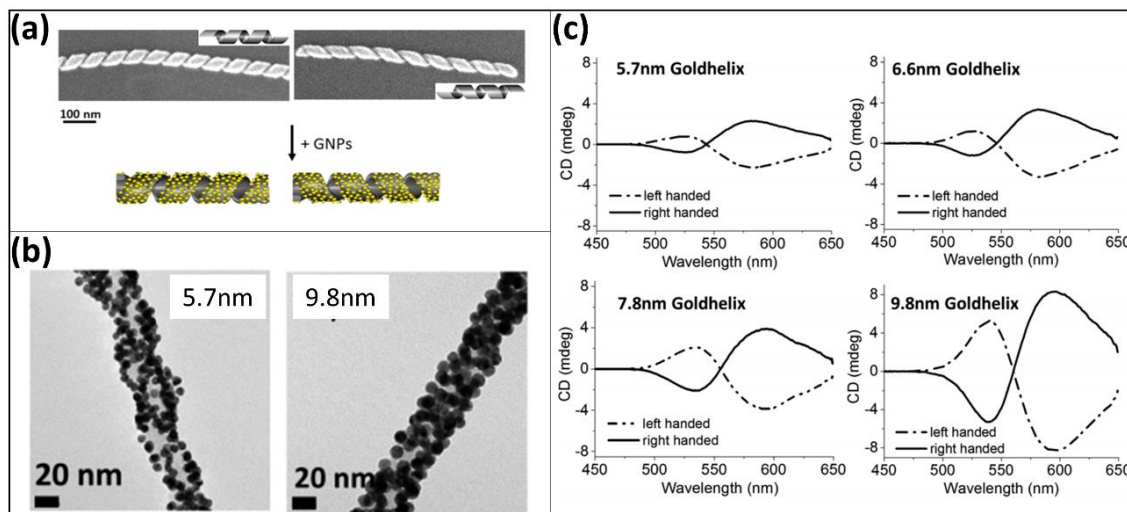 (a)
100 nm
+ GNPs
(b)
5.7nm
9.8nm
20 nm
20 nm
(c)
5.7nm Goldhelix
8
4
0
-4
-8
CD (mdeg)
left handed
right handed
450 500 550 600 650
Wavelength (nm)
6.6nm Goldhelix
8
4
0
-4
-8
CD (mdeg)
left handed
right handed
450 500 550 600 650
Wavelength (nm)
7.8nm Goldhelix
8
4
0
-4
-8
CD (mdeg)
left handed
right handed
450 500 550 600 650
Wavelength (nm)
9.8nm Goldhelix
8
4
0
-4
-8
CD (mdeg)
left handed
right handed
450 500 550 600 650
Wavelength (nm)